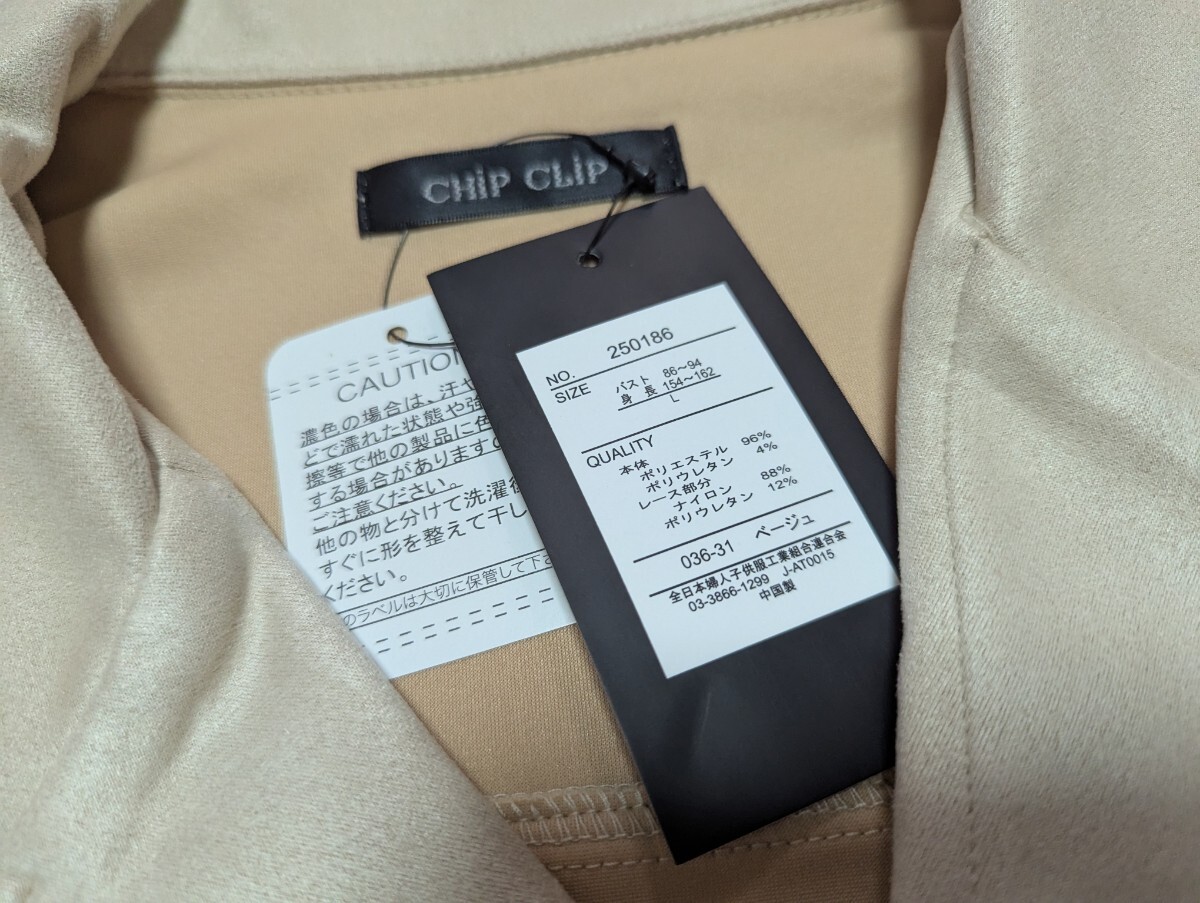 CHiP CLiP
CAUTION
濃色の場合は、汗や
どで濡れた状態や強
擦等で他の製品に色
する場合がありますの
ご注意ください。
他の物と分けて洗濯後
すぐに形を整えて干し
ください。
のラベルは大切に保管して下さ
NO. 250186
SIZE バスト 86〜94
身 長 154〜162
L
QUALITY
本体
ポリエステル 96%
ポリウレタン 4%
レース部分
ナイロン 88%
ポリウレタン 12%
036-31 ベージュ
全日本婦人子供服工業組合連合会
03-3866-1299 J-AT0015
中国製